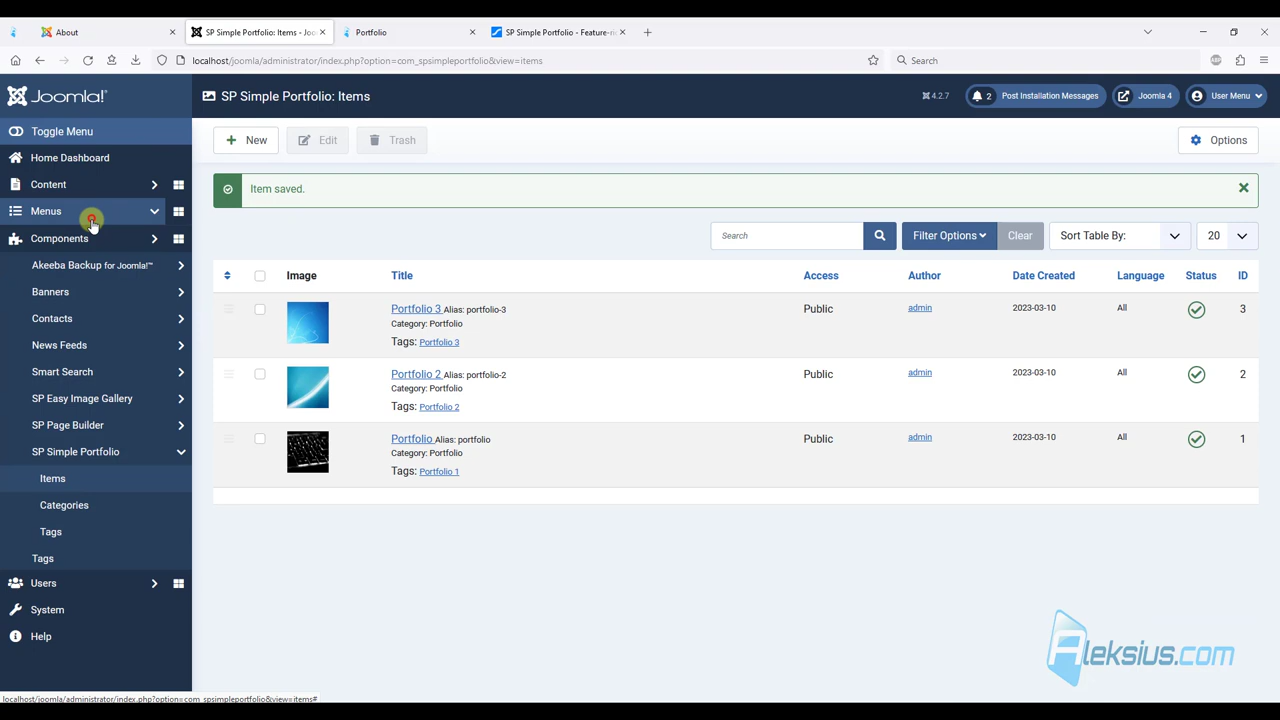 About
SP Simple Portfolio: Items - Joo
Portfolio
SP Simple Portfolio - Feature-r
localhost/joomla/administrator/index.php?option=com_spsimpleportfolio&view=items
Search
Joomla!®
SP Simple Portfolio: Items
4.2.7
2
Post Installation Messages
Joomla 4
User Menu
Toggle Menu
New
Edit
Trash
Options
Home Dashboard
Content
Item saved.
Menus
Components
Search
Filter Options
Clear
Sort Table By:
20
Akeeba Backup for Joomla!™
Banners
Contacts
News Feeds
Smart Search
SP Easy Image Gallery
SP Page Builder
SP Simple Portfolio
Items
Categories
Tags
Tags
Users
System
Help
Image
Title
Access
Author
Date Created
Language
Status
ID
Portfolio 3 Alias: portfolio-3
Category: Portfolio
Tags: Portfolio 3
Public
admin
2023-03-10
All
3
Portfolio 2 Alias: portfolio-2
Category: Portfolio
Tags: Portfolio 2
Public
admin
2023-03-10
All
2
Portfolio Alias: portfolio
Category: Portfolio
Tags: Portfolio 1
Public
admin
2023-03-10
All
1
Aleksius.com
localhost/joomla/administrator/index.php?option=com_spsimpleportfolio&view=items#